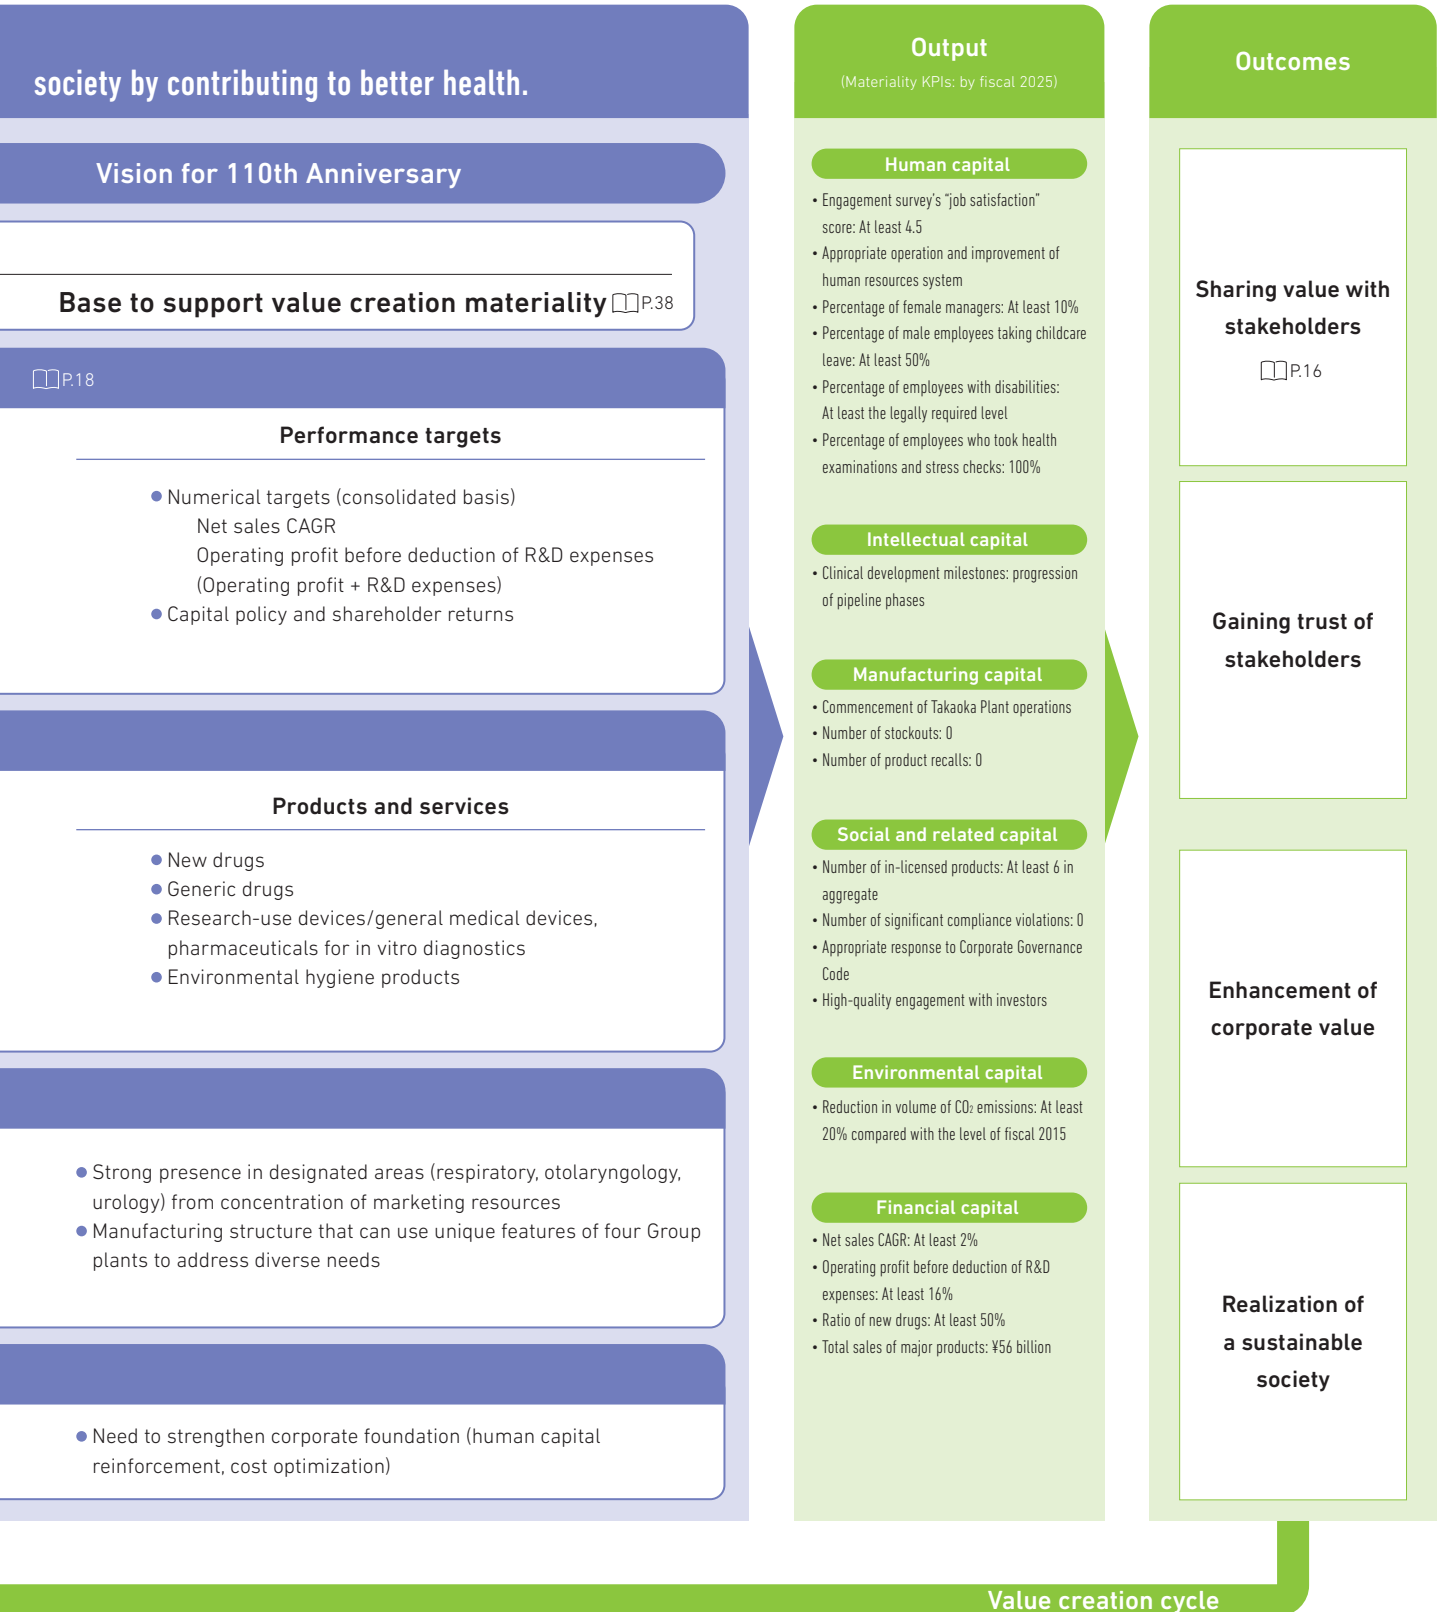 society by contributing to better health.
Vision for 110th Anniversary
Base to support value creation materiality P.38
P.18
Performance targets
● Numerical targets (consolidated basis)
Net sales CAGR
Operating profit before deduction of R&D expenses
(Operating profit + R&D expenses)
● Capital policy and shareholder returns
Products and services
● New drugs
● Generic drugs
● Research-use devices/general medical devices,
pharmaceuticals for in vitro diagnostics
● Environmental hygiene products
● Strong presence in designated areas (respiratory, otolaryngology,
urology) from concentration of marketing resources
● Manufacturing structure that can use unique features of four Group
plants to address diverse needs
● Need to strengthen corporate foundation (human capital
reinforcement, cost optimization)
Output
(Materiality KPIs: by fiscal 2025)
Human capital
• Engagement survey's “job satisfaction”
score: At least 4.5
• Appropriate operation and improvement of
human resources system
• Percentage of female managers: At least 10%
• Percentage of male employees taking childcare
leave: At least 50%
• Percentage of employees with disabilities:
At least the legally required level
• Percentage of employees who took health
examinations and stress checks: 100%
Intellectual capital
• Clinical development milestones: progression
of pipeline phases
Manufacturing capital
• Commencement of Takaoka Plant operations
• Number of stockouts: 0
• Number of product recalls: 0
Social and related capital
• Number of in-licensed products: At least 6 in
aggregate
• Number of significant compliance violations: 0
• Appropriate response to Corporate Governance
Code
• High-quality engagement with investors
Environmental capital
• Reduction in volume of CO₂ emissions: At least
20% compared with the level of fiscal 2015
Financial capital
• Net sales CAGR: At least 2%
• Operating profit before deduction of R&D
expenses: At least 16%
• Ratio of new drugs: At least 50%
• Total sales of major products: ¥56 billion
Outcomes
Sharing value with
stakeholders
P.16
Gaining trust of
stakeholders
Enhancement of
corporate value
Realization of
a sustainable
society
Value creation cycle